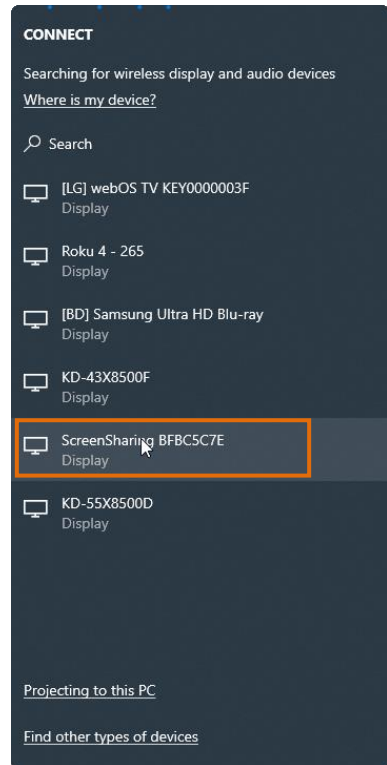 CONNECT
Searching for wireless display and audio devices
Where is my device?
Search
[LG] webOS TV KEY0000003F
Display
Roku 4 - 265
Display
[BD] Samsung Ultra HD Blu-ray
Display
KD-43X8500F
Display
ScreenSharing BFBC5C7E
Display
KD-55X8500D
Display
Projecting to this PC
Find other types of devices